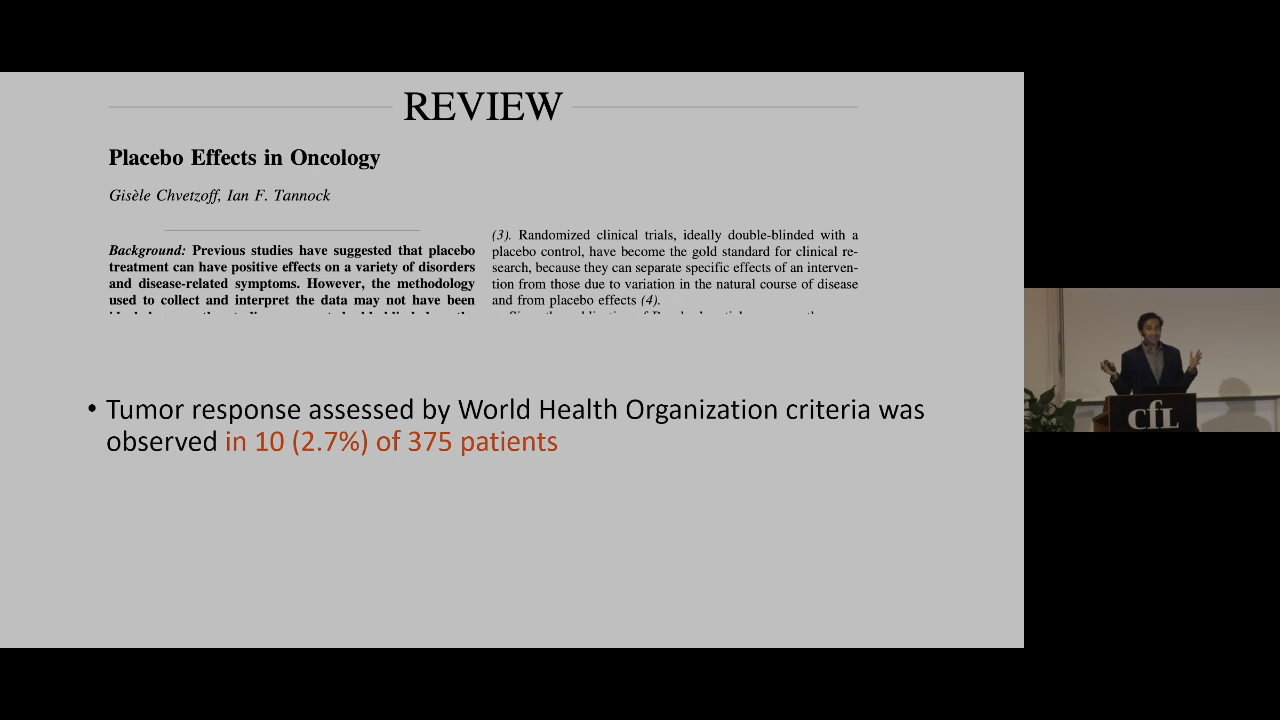 REVIEW
Placebo Effects in Oncology
Gisèle Chvetzoff, Ian F. Tannock
Background: Previous studies have suggested that placebo
treatment can have positive effects on a variety of disorders
and disease-related symptoms. However, the methodology
used to collect and interpret the data may not have been
(3). Randomized clinical trials, ideally double-blinded with a
placebo control, have become the gold standard for clinical re-
search, because they can separate specific effects of an interven-
tion from those due to variation in the natural course of disease
and from placebo effects (4).
• Tumor response assessed by World Health Organization criteria was
observed in 10 (2.7%) of 375 patients
cfL